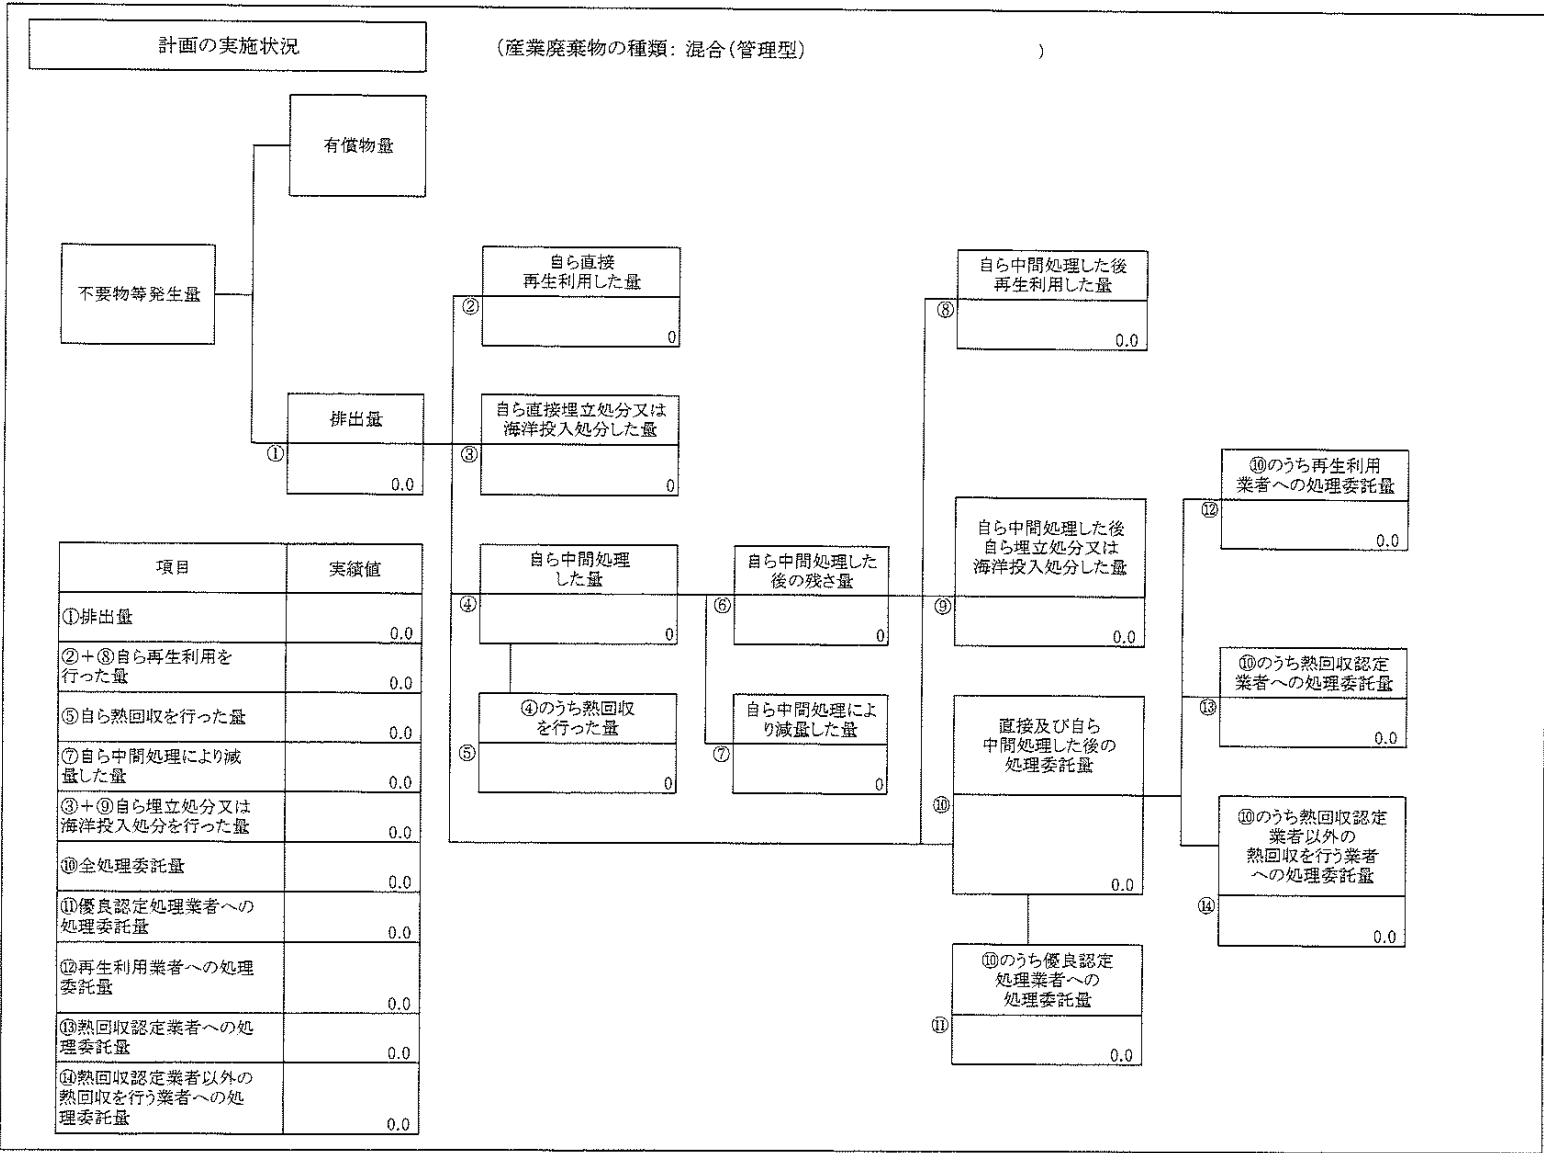 計画の実施状況
(産業廃棄物の種類: 混合(管理型) )
有償物量
不要物等発生量
排出量
①
0.0
自ら直接
再生利用した量
②
0
自ら直接埋立処分又は
海洋投入処分した量
③
0
自ら中間処理
した量
④
0
④のうち熱回収
を行った量
⑤
0
自ら中間処理した
後の残さ量
⑥
0
自ら中間処理によ
り減量した量
⑦
0
自ら中間処理した後
再生利用した量
⑧
0.0
自ら中間処理した後
自ら埋立処分又は
海洋投入処分した量
⑨
0.0
直接及び自ら
中間処理した後の
処理委託量
⑩
0.0
⑩のうち優良認定
処理業者への
処理委託量
⑪
0.0
⑩のうち再生利用
業者への処理委託量
⑫
0.0
⑩のうち熱回収認定
業者への処理委託量
⑬
0.0
⑩のうち熱回収認定
業者以外の
熱回収を行う業者
への処理委託量
⑭
0.0
項目 実績値
①排出量
0.0
②+⑧自ら再生利用を
行った量
0.0
⑤自ら熱回収を行った量
0.0
⑦自ら中間処理により減
量した量
0.0
③+⑨自ら埋立処分又は
海洋投入処分を行った量
0.0
⑩全処理委託量
0.0
⑪優良認定処理業者への
処理委託量
0.0
⑫再生利用業者への処理
委託量
0.0
⑬熱回収認定業者への処
理委託量
0.0
⑭熱回収認定業者以外の
熱回収を行う業者への処
理委託量
0.0